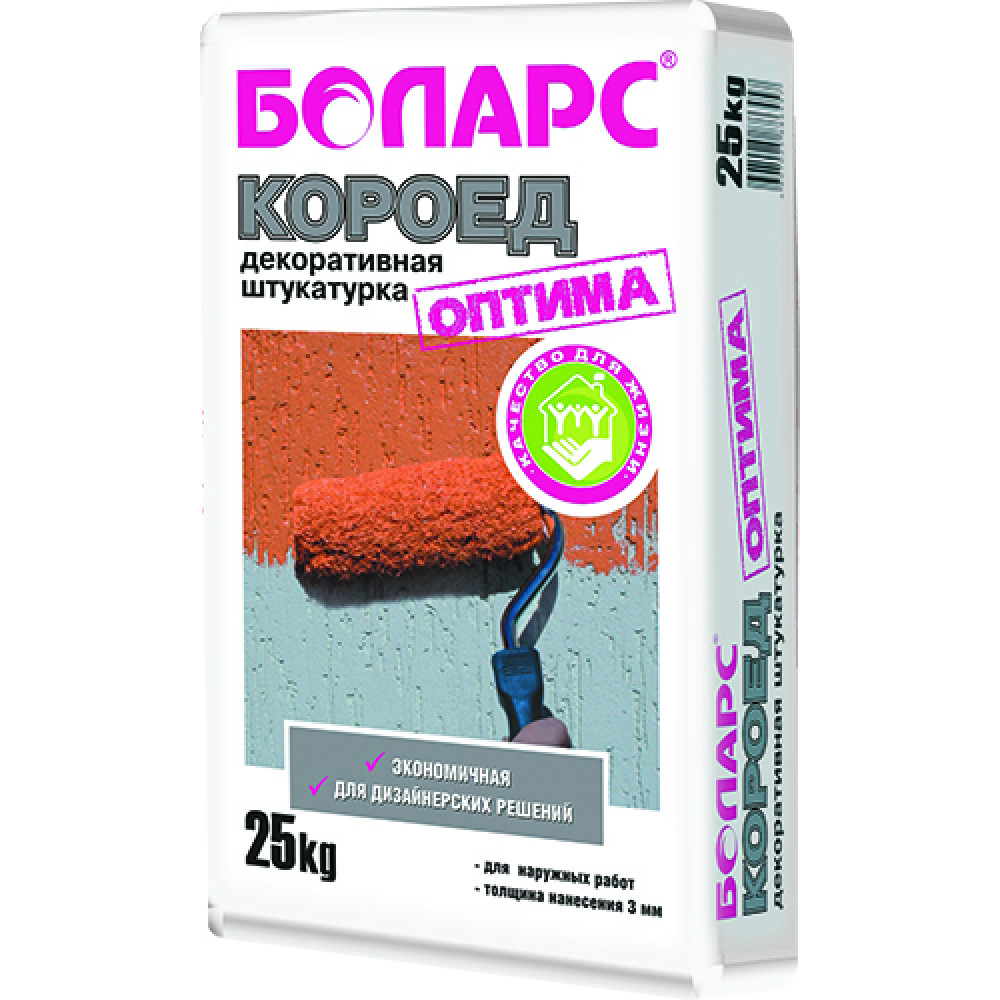 БОЛАРС®
КОРОЕД
декоративная
штукатурка
ОПТИМА
· КАЧЕСТВО ДЛЯ ЖИЗНИ ·
✓ ЭКОНОМИЧНАЯ
✓ ДЛЯ ДИЗАЙНЕРСКИХ РЕШЕНИЙ
25kg
- для наружных работ
- толщина нанесения 3 мм
25kg
ОПТИМА
БОЛАРС®
КОРОЕД
декоративная штукатурка